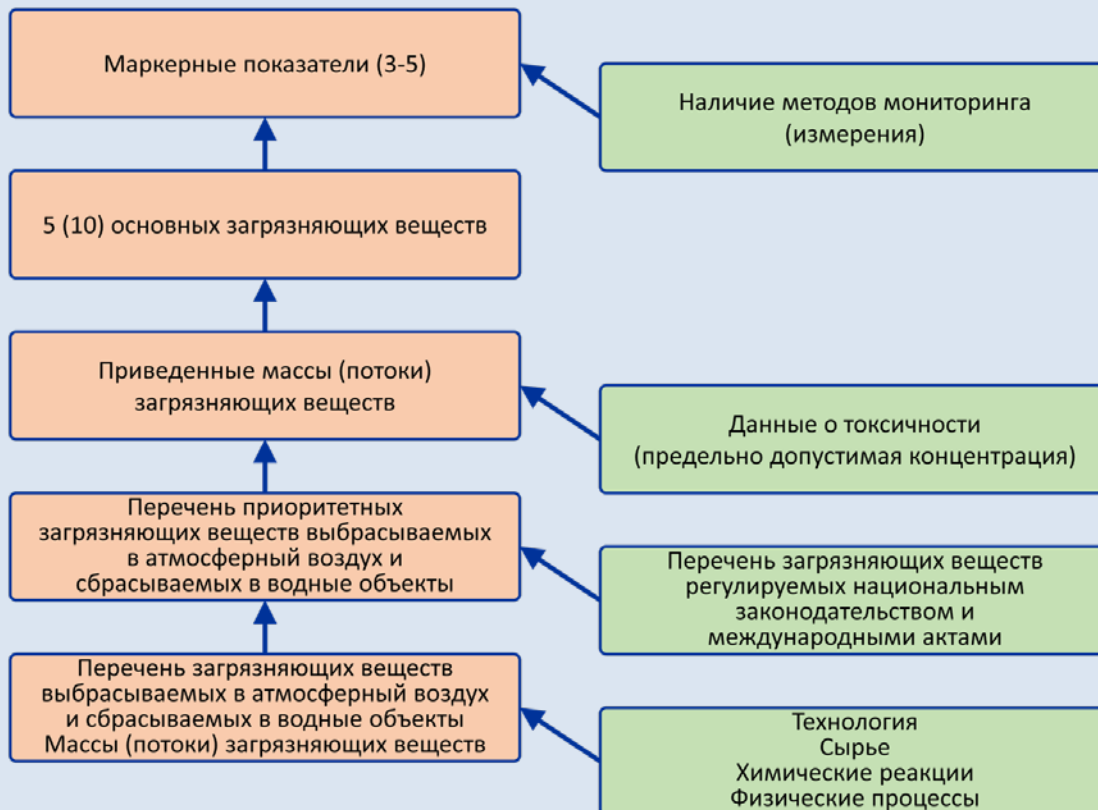 Маркерные показатели (3-5)
Наличие методов мониторинга
(измерения)
5 (10) основных загрязняющих веществ
Приведенные массы (потоки)
загрязняющих веществ
Данные о токсичности
(предельно допустимая концентрация)
Перечень приоритетных
загрязняющих веществ выбрасываемых
в атмосферный воздух и
сбрасываемых в водные объекты
Перечень загрязняющих веществ
регулируемых национальным
законодательством и
международными актами
Перечень загрязняющих веществ
выбрасываемых в атмосферный воздух
и сбрасываемых в водные объекты
Массы (потоки) загрязняющих веществ
Технология
Сырье
Химические реакции
Физические процессы